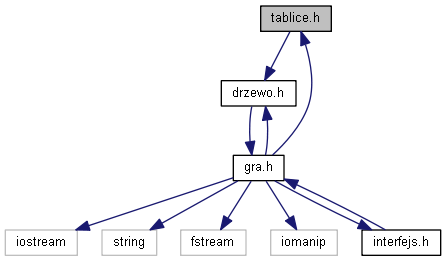 tablice.h
drzewo.h
gra.h
iostream
string
fstream
iomanip
interfejs.h